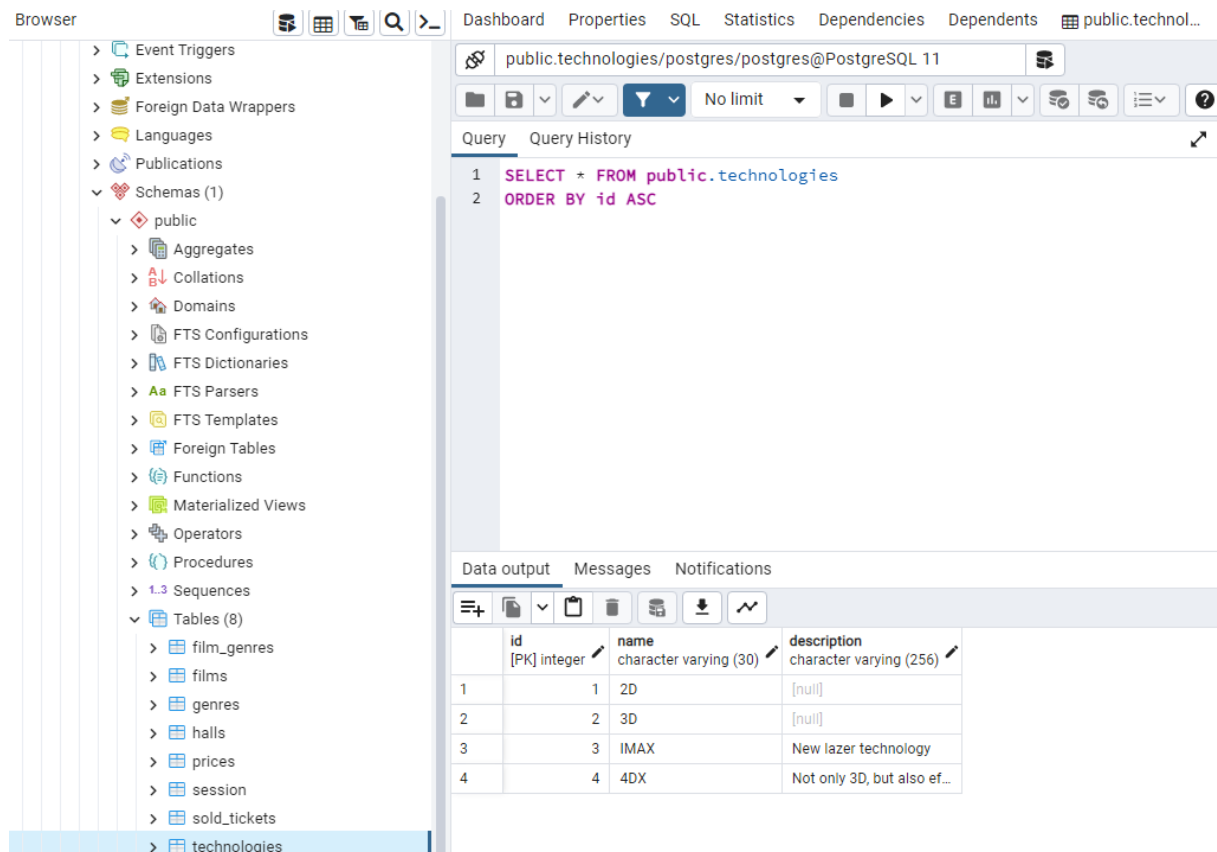 Browser
Dashboard Properties SQL Statistics Dependencies Dependents public.technol...
Event Triggers
Extensions
Foreign Data Wrappers
Languages
Publications
Schemas (1)
public
Aggregates
Collations
Domains
FTS Configurations
FTS Dictionaries
Aa FTS Parsers
FTS Templates
Foreign Tables
Functions
Materialized Views
Operators
Procedures
1..3 Sequences
Tables (8)
film_genres
films
genres
halls
prices
session
sold_tickets
technologies
public.technologies/postgres/postgres@PostgreSQL 11
No limit
E
Query Query History
1 SELECT * FROM public.technologies
2 ORDER BY id ASC
Data output Messages Notifications
id name description
[PK] integer character varying (30) character varying (256)
1 1 2D [null]
2 2 3D [null]
3 3 IMAX New lazer technology
4 4 4DX Not only 3D, but also ef...